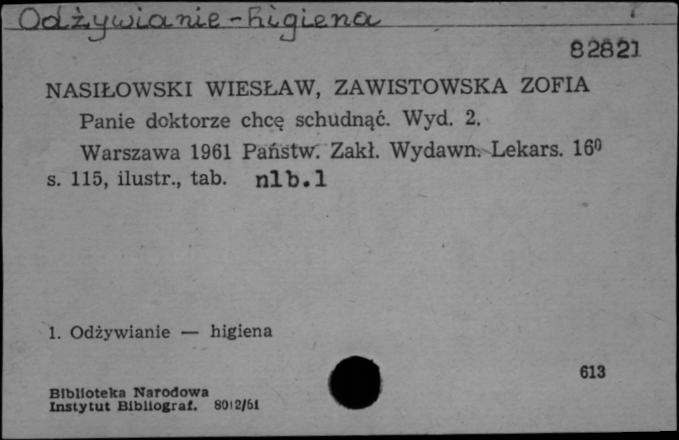 Odżywianie - higiena
82821
NASIŁOWSKI WIESŁAW, ZAWISTOWSKA ZOFIA
Panie doktorze chcę schudnąć. Wyd. 2.
Warszawa 1961 Państw. Zakł. Wydawn. Lekars. 16⁰
s. 115, ilustr., tab. nlb.1
1. Odżywianie — higiena
613
Biblioteka Narodowa
Instytut Bibliograf. 8012/61